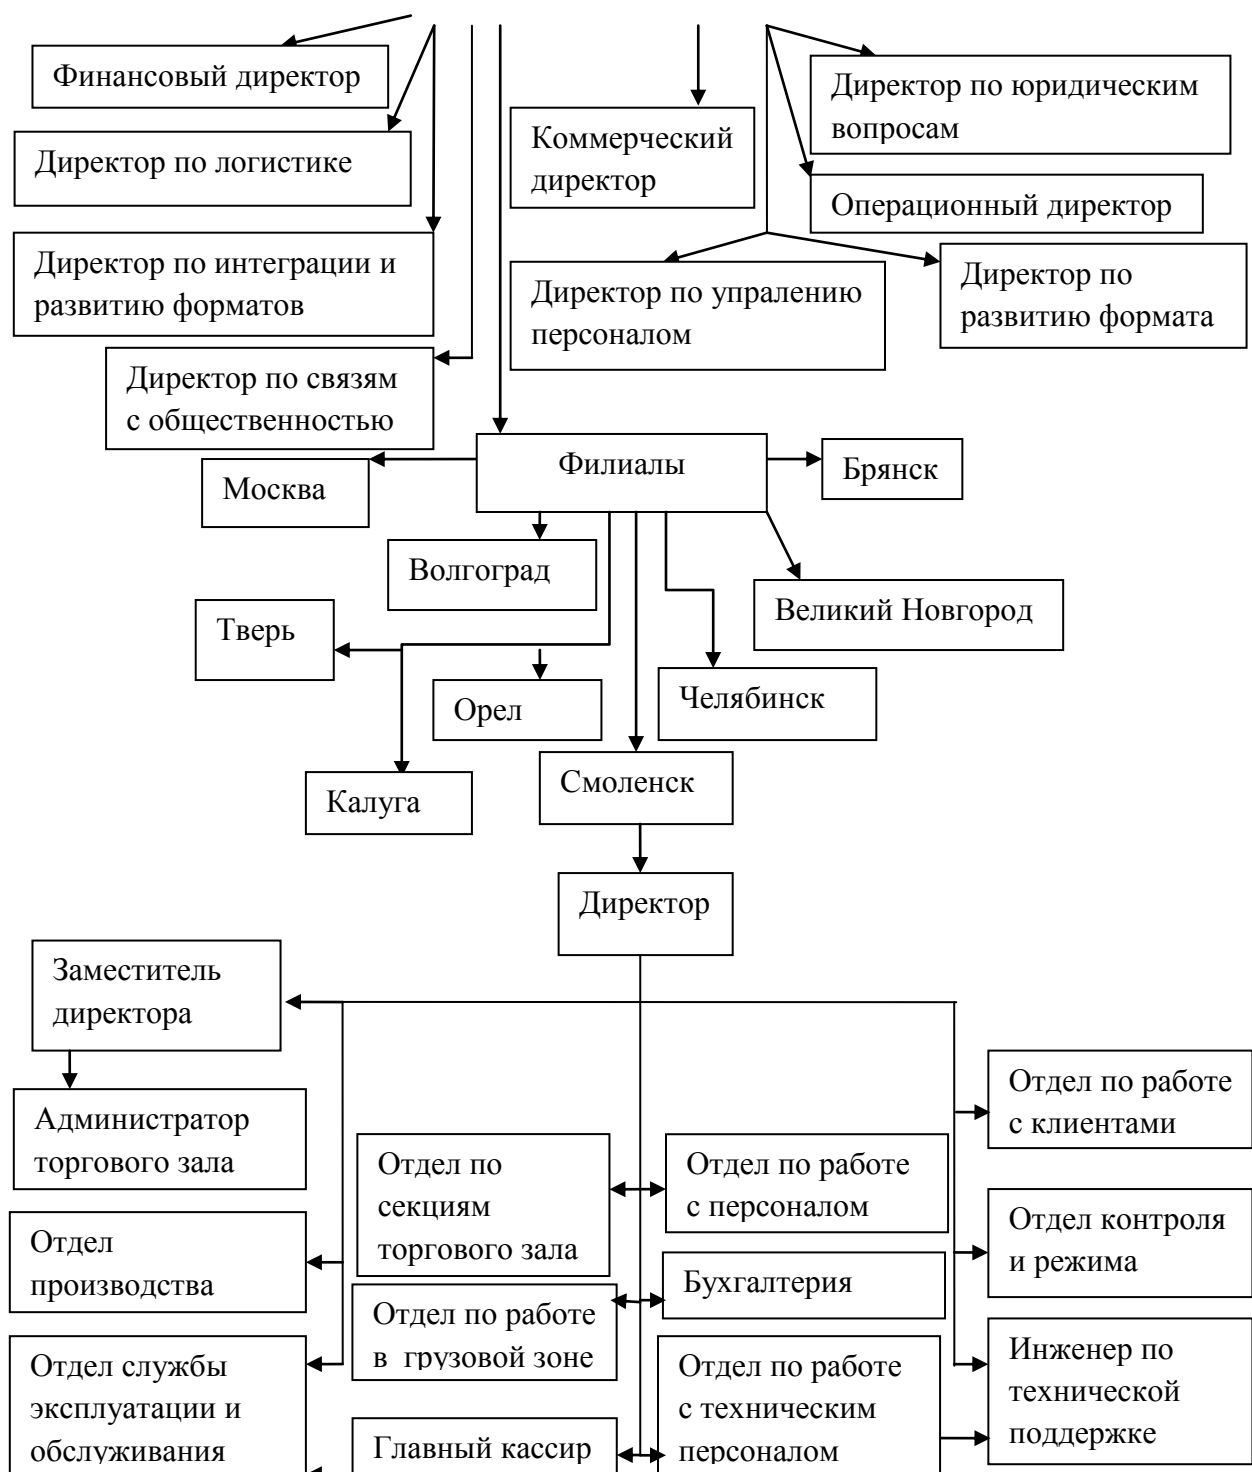 Финансовый директор
Директор по юридическим
вопросам
Коммерческий
директор
Директор по логистике
Операционный директор
Директор по интеграции и
развитию форматов
Директор по упралению
персоналом
Директор по
развитию формата
Директор по связям
с общественностью
Филиалы
Брянск
Москва
Волгоград
Великий Новгород
Тверь
Орел
Челябинск
Смоленск
Калуга
Директор
Заместитель
директора
Администратор
торгового зала
Отдел по работе
с клиентами
Отдел по
секциям
торгового зала
Отдел по работе
с персоналом
Отдел
производства
Отдел контроля
и режима
Бухгалтерия
Отдел по работе
в грузовой зоне
Отдел службы
эксплуатации и
обслуживания
Отдел по работе
с техническим
персоналом
Инженер по
технической
поддержке
Главный кассир